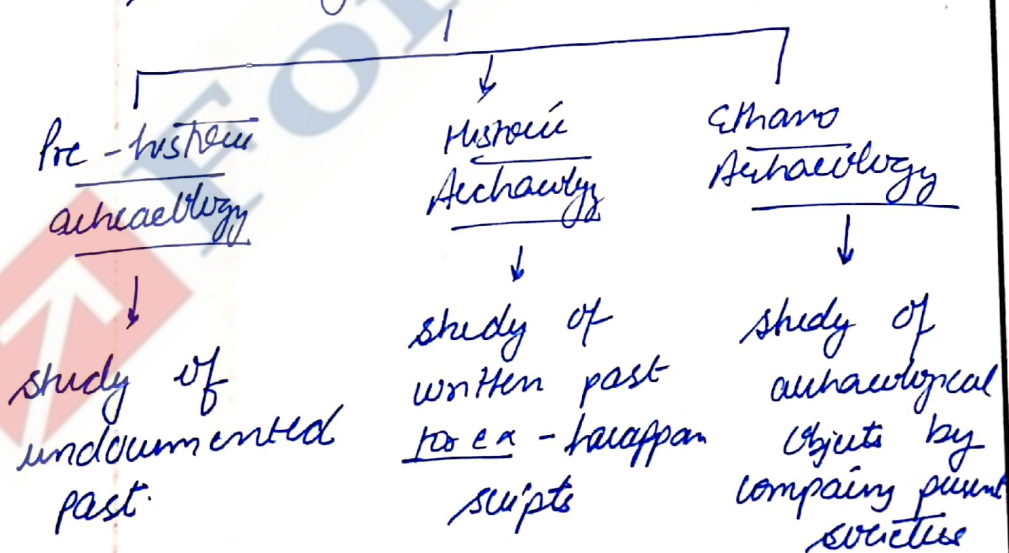 Pre - historic
archaeology
Historic
Archaeology
Ethano
Archaeology
study of
undocumented
past.
study of
written past
for ex - harappan
scripts
study of
archaeological
objects by
comparing present
societies
For